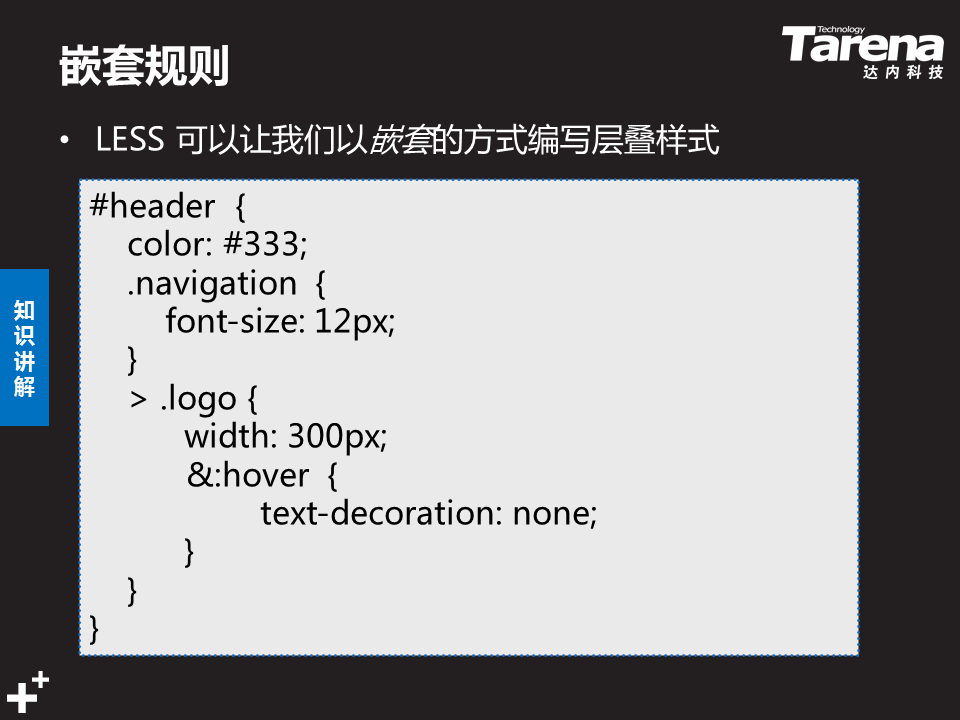 嵌套规则
Technology
Tarena
达内科技
• LESS 可以让我们以嵌套的方式编写层叠样式
#header {
color: #333;
.navigation {
font-size: 12px;
}
> .logo {
width: 300px;
&:hover {
text-decoration: none;
}
}
}
知
识
讲
解